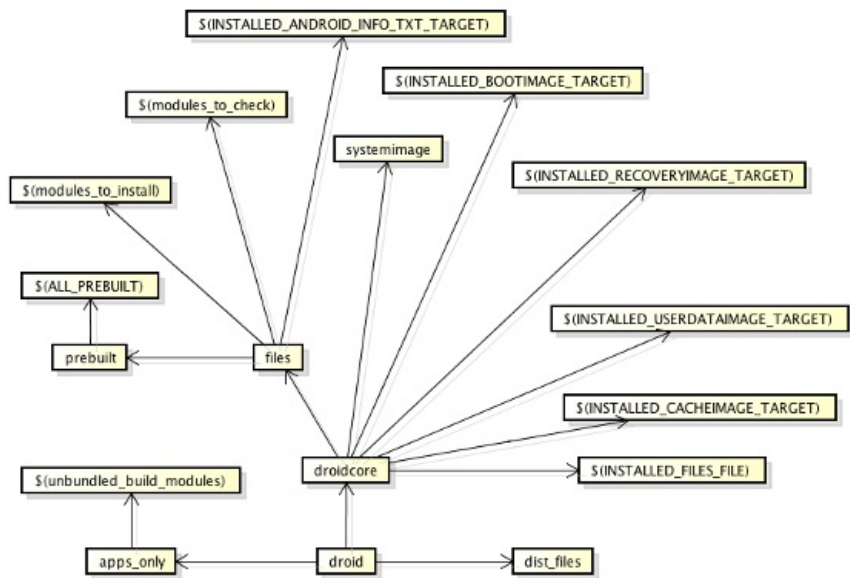 $(INSTALLED_ANDROID_INFO_TXT_TARGET)
$(INSTALLED_BOOTIMAGE_TARGET)
$(modules_to_check)
systemimage
$(INSTALLED_RECOVERYIMAGE_TARGET)
$(modules_to_install)
$(ALL_PREBUILT)
$(INSTALLED_USERDATAIMAGE_TARGET)
prebuilt
files
$(INSTALLED_CACHEIMAGE_TARGET)
droidcore
$(INSTALLED_FILES_FILE)
$(unbundled_build_modules)
apps_only
droid
dist_files